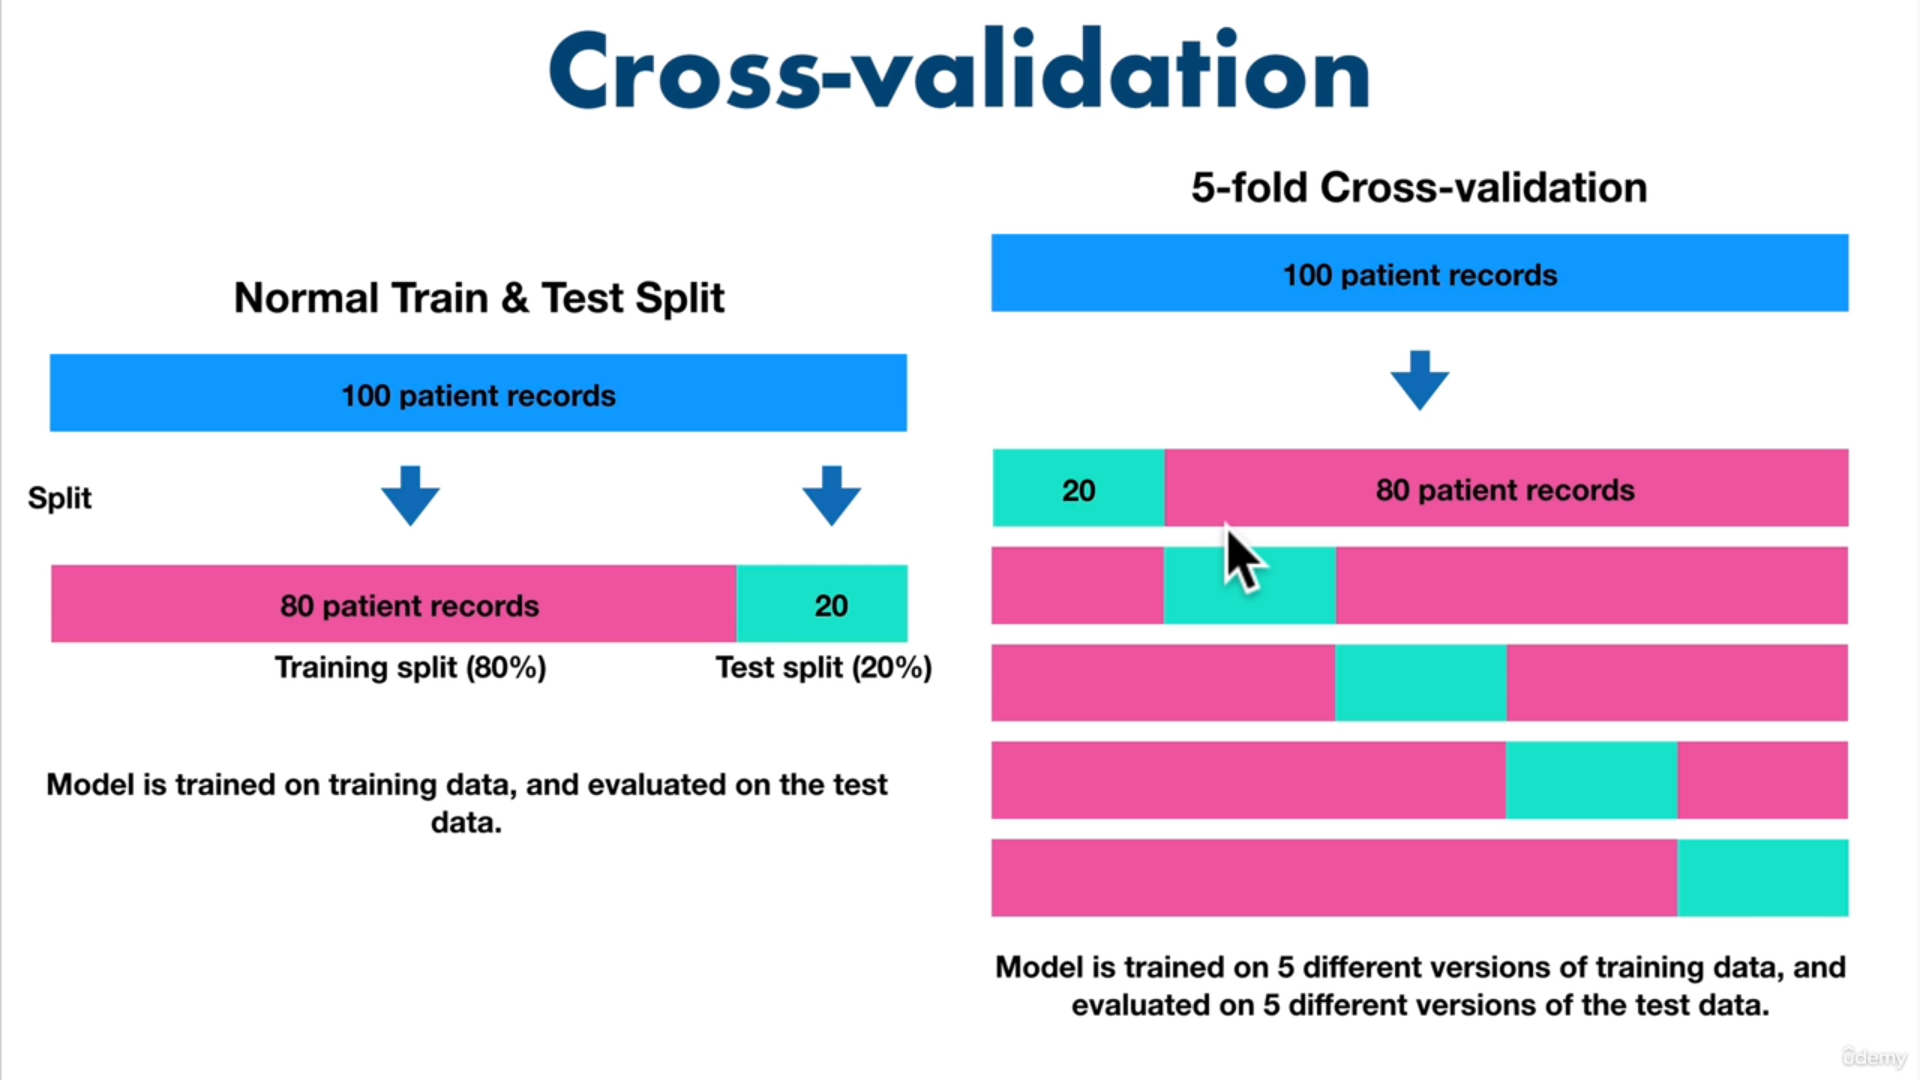 Cross-validation
Normal Train & Test Split
100 patient records
Split
80 patient records
20
Training split (80%)
Test split (20%)
Model is trained on training data, and evaluated on the test
data.
5-fold Cross-validation
100 patient records
20
80 patient records
Model is trained on 5 different versions of training data, and
evaluated on 5 different versions of the test data.
ûdemy